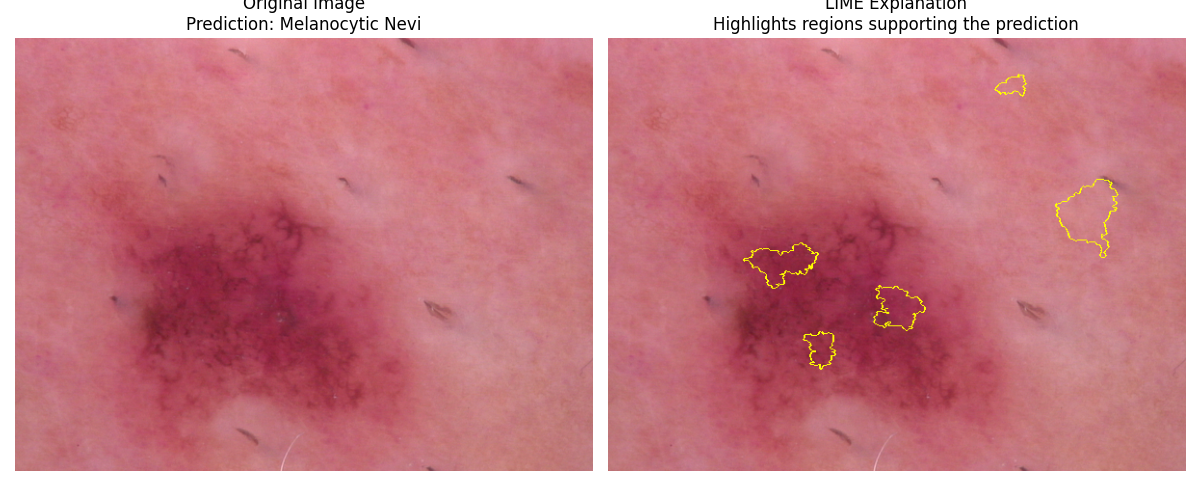 Original Image
Prediction: Melanocytic Nevi
LIME Explanation
Highlights regions supporting the prediction